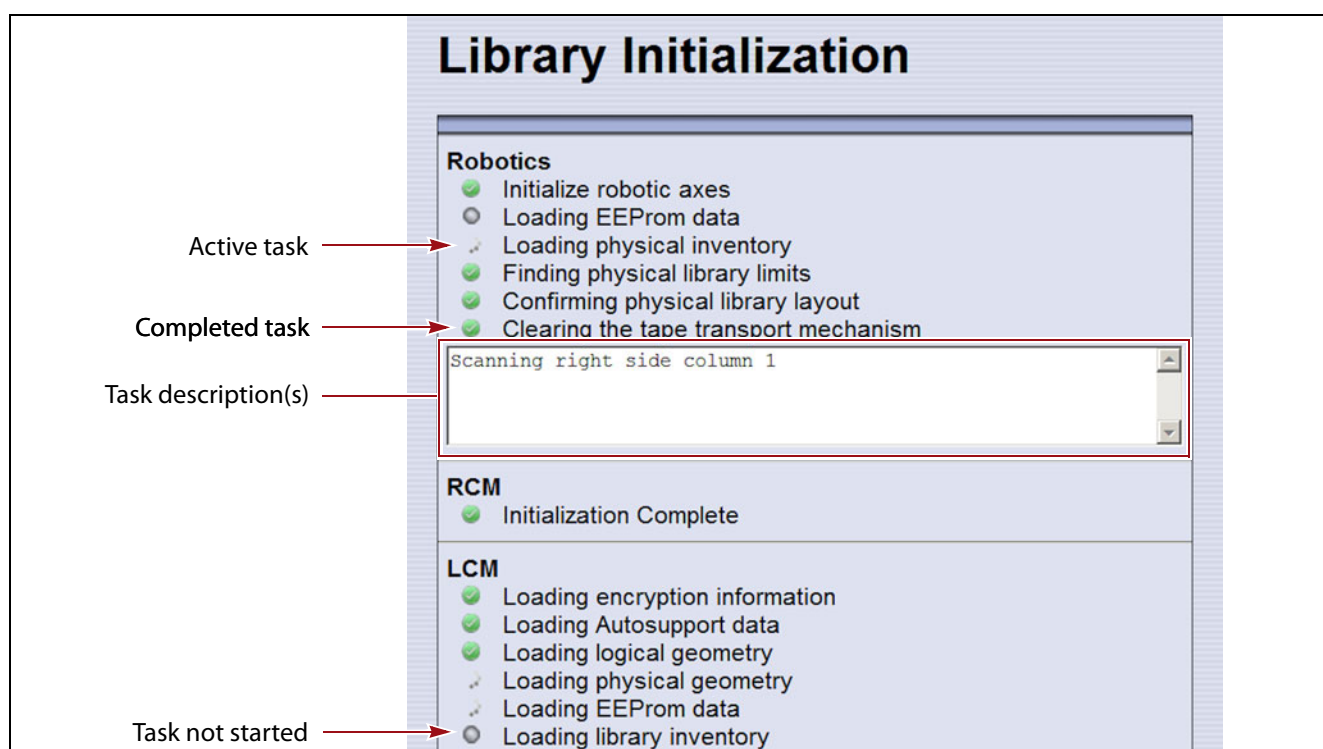 Library Initialization
Robotics
Initialize robotic axes
Loading EEProm data
Active task
Loading physical inventory
Finding physical library limits
Confirming physical library layout
Completed task
Clearing the tape transport mechanism
Scanning right side column 1
Task description(s)
RCM
Initialization Complete
LCM
Loading encryption information
Loading Autosupport data
Loading logical geometry
Loading physical geometry
Loading EEProm data
Task not started
Loading library inventory